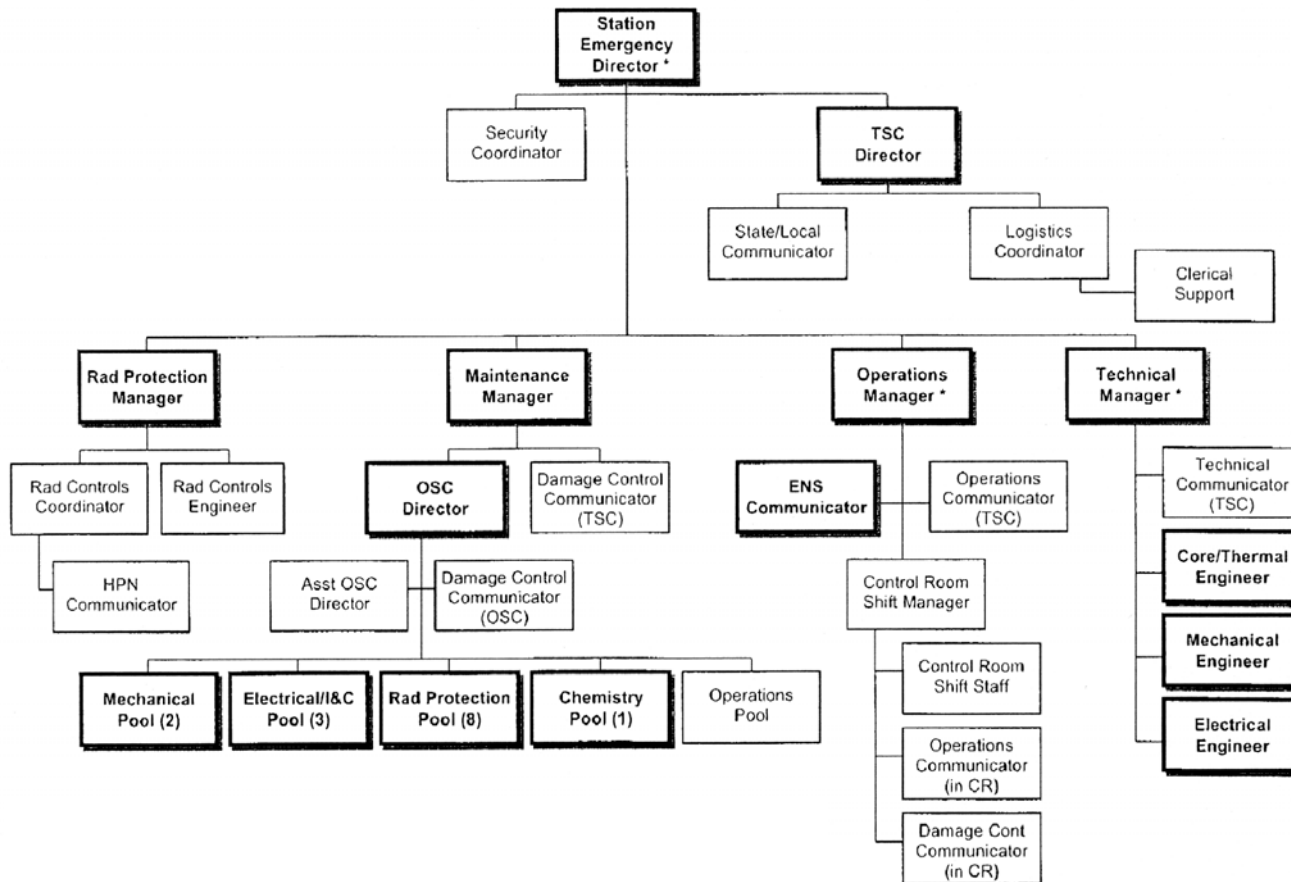 Station
Emergency
Director *
Security
Coordinator
TSC
Director
State/Local
Communicator
Logistics
Coordinator
Clerical
Support
Rad Protection
Manager
Maintenance
Manager
Operations
Manager *
Technical
Manager *
Rad Controls
Coordinator
Rad Controls
Engineer
OSC
Director
Damage Control
Communicator
(TSC)
ENS
Communicator
Operations
Communicator
(TSC)
Technical
Communicator
(TSC)
HPN
Communicator
Asst OSC
Director
Damage Control
Communicator
(OSC)
Control Room
Shift Manager
Core/Thermal
Engineer
Mechanical
Pool (2)
Electrical/I&C
Pool (3)
Rad Protection
Pool (8)
Chemistry
Pool (1)
Operations
Pool
Control Room
Shift Staff
Mechanical
Engineer
Operations
Communicator
(in CR)
Electrical
Engineer
Damage Cont
Communicator
(in CR)